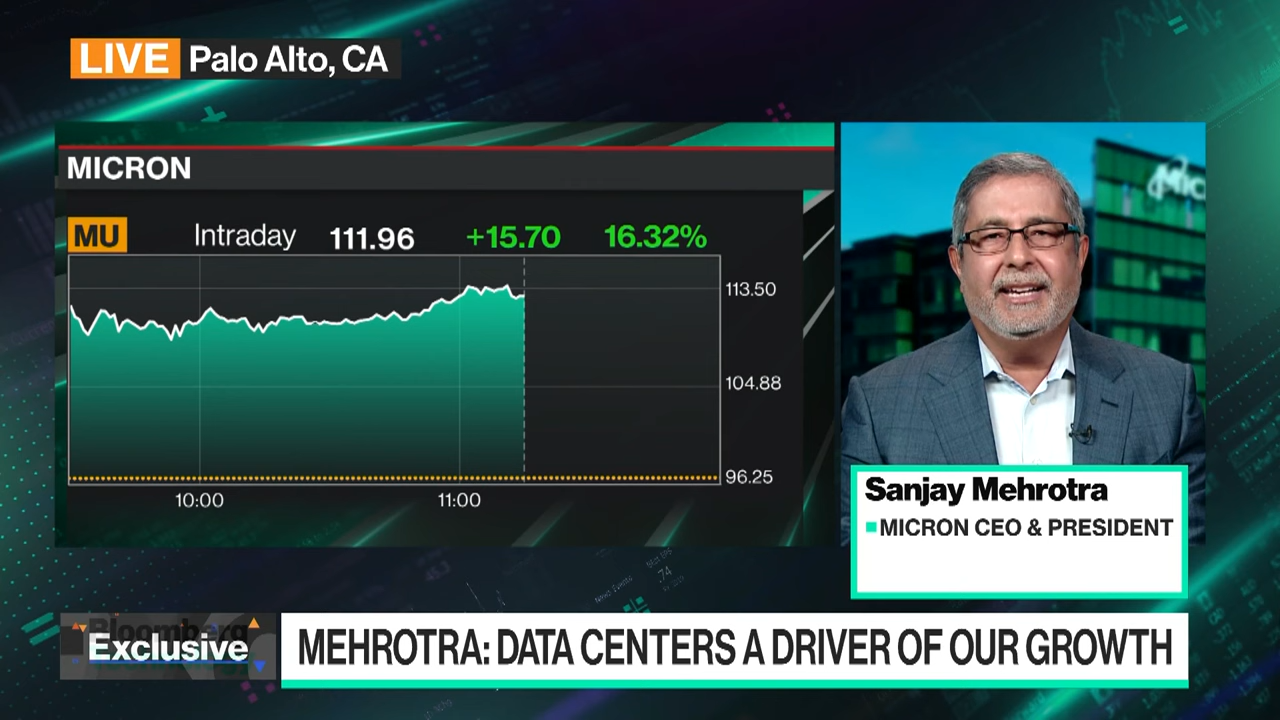 LIVE Palo Alto, CA
MICRON
MU Intraday 111.96 +15.70 16.32%
113.50
104.88
96.25
10:00 11:00
Sanjay Mehrotra
MICRON CEO & PRESIDENT
Bloomberg
Exclusive
MEHROTRA: DATA CENTERS A DRIVER OF OUR GROWTH